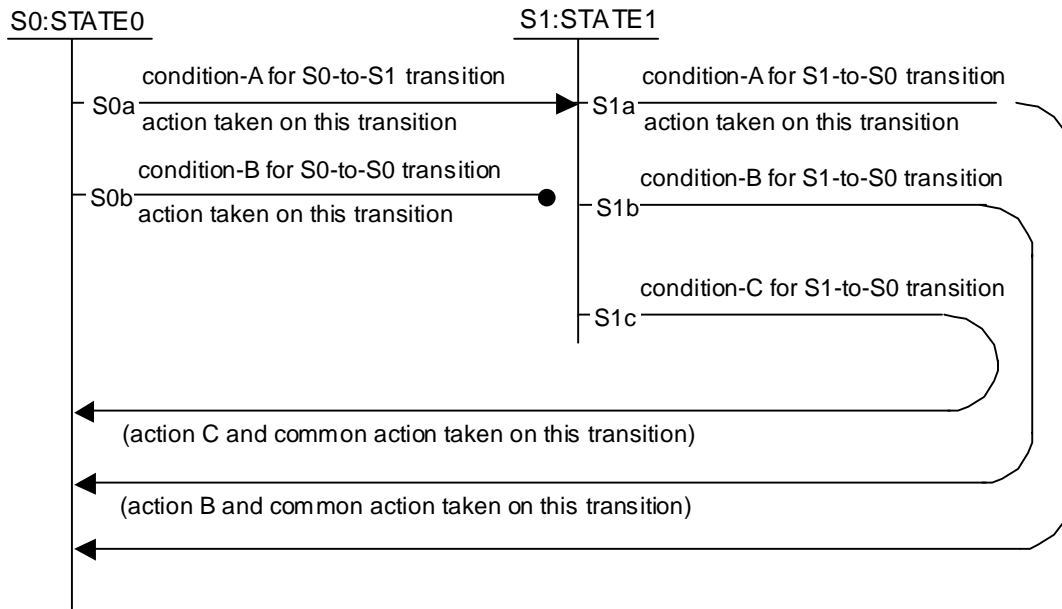 S0:STATE0
S1:STATE1
condition-A for S0-to-S1 transition
condition-A for S1-to-S0 transition
S0a
S1a
action taken on this transition
action taken on this transition
condition-B for S0-to-S0 transition
condition-B for S1-to-S0 transition
S0b
S1b
action taken on this transition
condition-C for S1-to-S0 transition
S1c
(action C and common action taken on this transition)
(action B and common action taken on this transition)